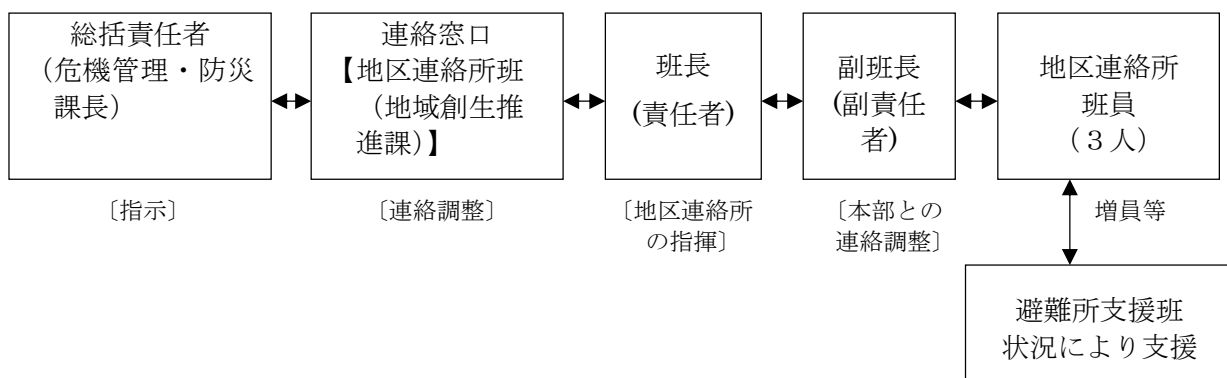 総括責任者
(危機管理・防災
課長)
連絡窓口
【地区連絡所班
(地域創生推
進課)】
班長
(責任者)
副班長
(副責任
者)
地区連絡所
班員
(3人)
〔指示〕
〔連絡調整〕
〔地区連絡所
の指揮〕
〔本部との
連絡調整〕
増員等
避難所支援班
状況により支援